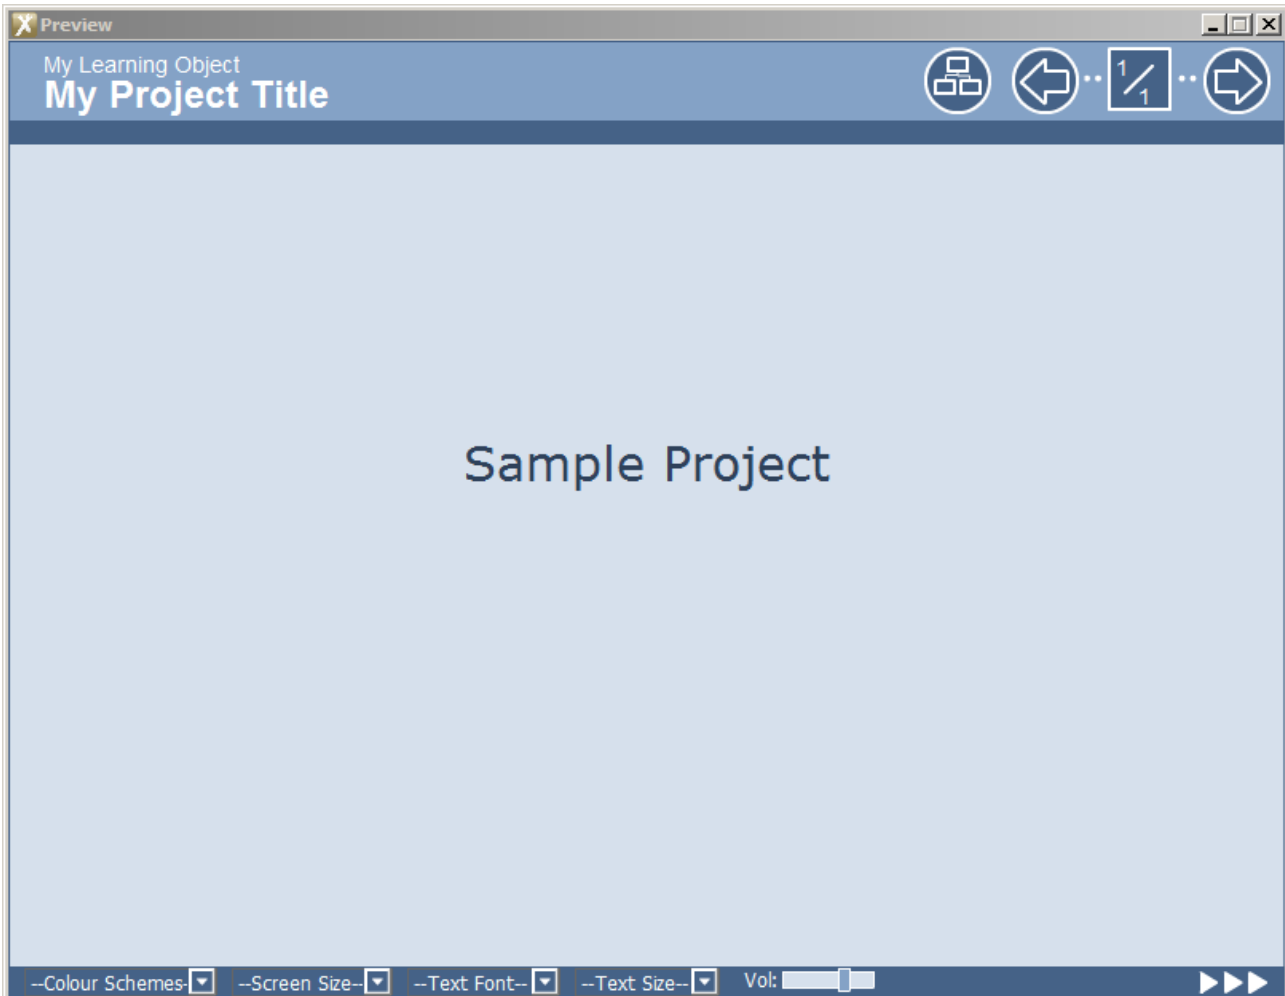 Preview
My Learning Object
My Project Title
1/1
Sample Project
--Colour Schemes- --Screen Size-- --Text Font-- --Text Size-- Vol: